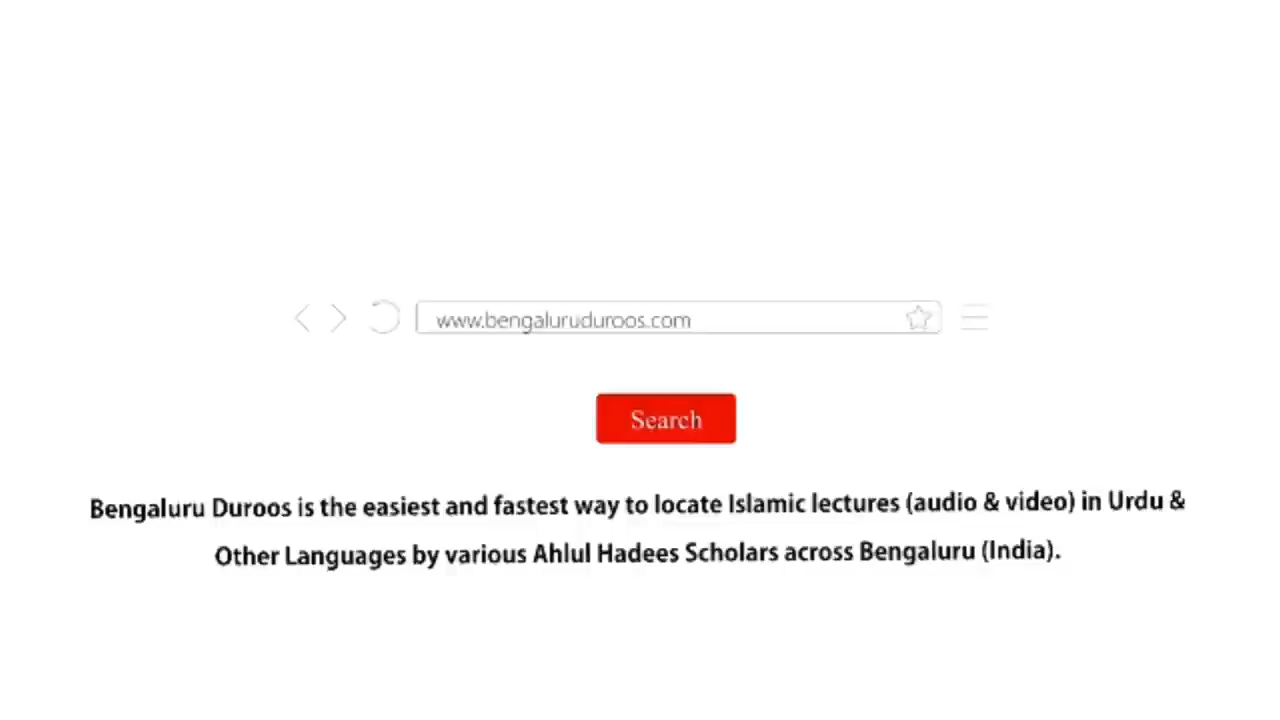 www.bengaluruduroos.com
Search
Bengaluru Duroos is the easiest and fastest way to locate Islamic lectures (audio & video) in Urdu &
Other Languages by various Ahlul Hadees Scholars across Bengaluru (India).